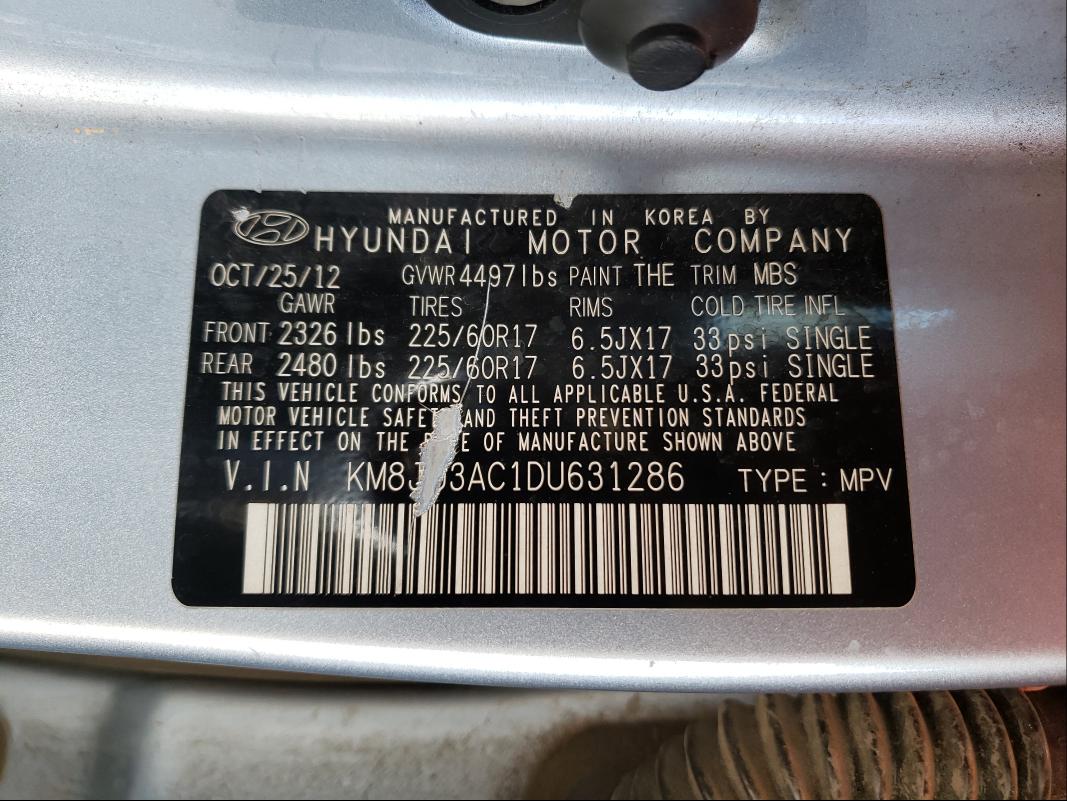 MANUFACTURED IN KOREA BY
HYUNDAI MOTOR COMPANY
OCT/25/12 GVWR 4497lbs PAINT THE TRIM MBS
GAWR TIRES RIMS COLD TIRE INFL
FRONT 2326 lbs 225/60R17 6.5JX17 33psi SINGLE
REAR 2480 lbs 225/60R17 6.5JX17 33psi SINGLE
THIS VEHICLE CONFORMS TO ALL APPLICABLE U.S.A. FEDERAL
MOTOR VEHICLE SAFETY AND THEFT PREVENTION STANDARDS
IN EFFECT ON THE OF MANUFACTURE SHOWN ABOVE
V.I.N TYPE : MPV